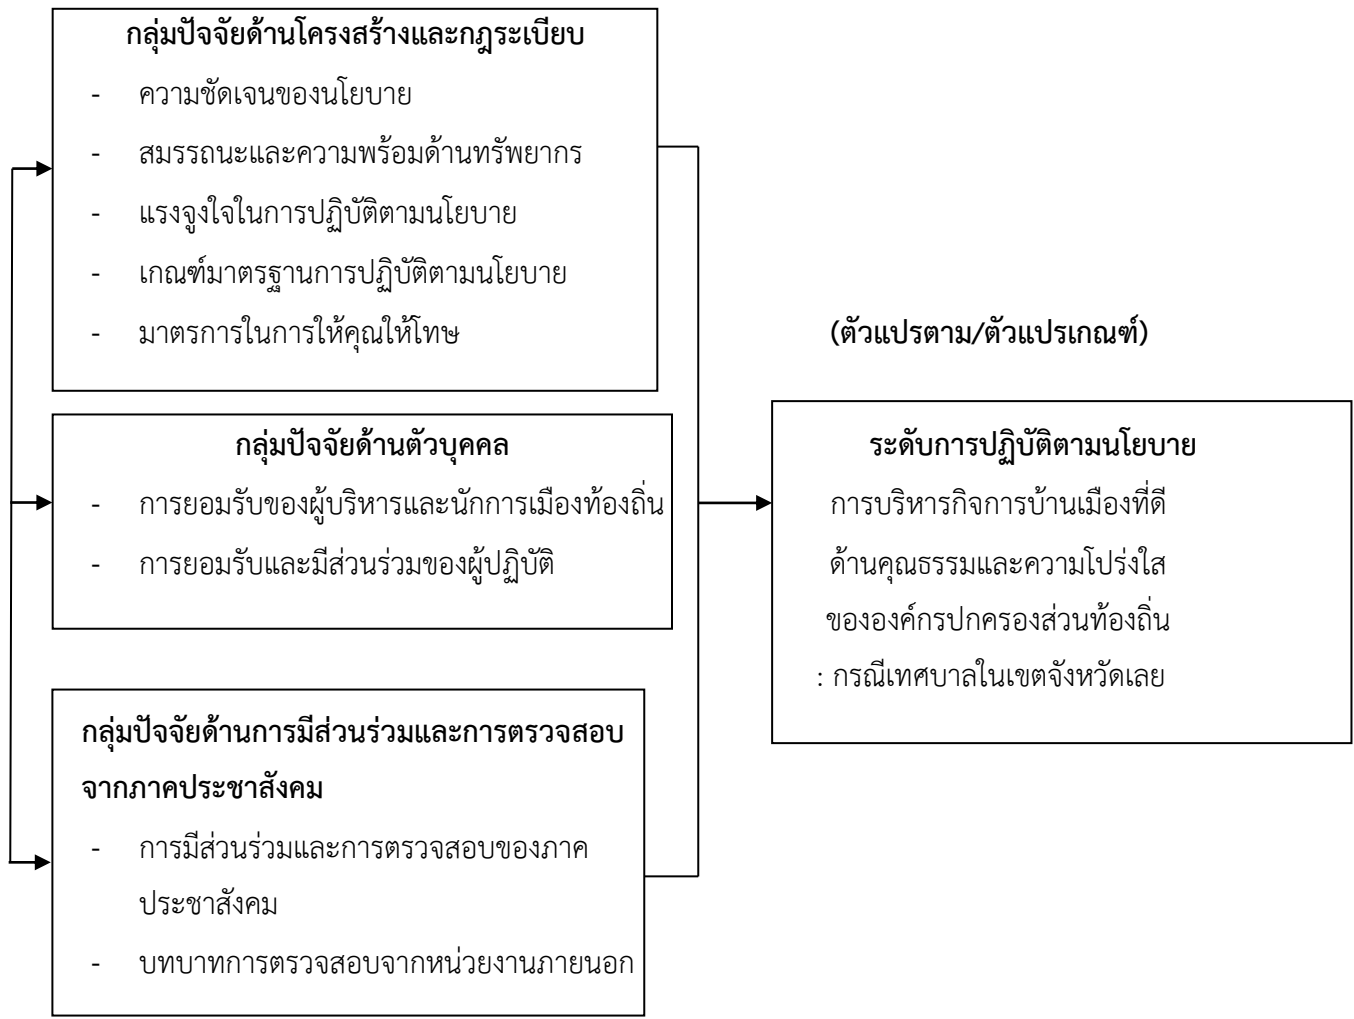 กลุ่มปัจจัยด้านโครงสร้างและกฎระเบียบ
- ความชัดเจนของนโยบาย
- สมรรถนะและความพร้อมด้านทรัพยากร
- แรงจูงใจในการปฏิบัติตามนโยบาย
- เกณฑ์มาตรฐานการปฏิบัติตามนโยบาย
- มาตรการในการให้คุณให้โทษ
กลุ่มปัจจัยด้านตัวบุคคล
- การยอมรับของผู้บริหารและนักการเมืองท้องถิ่น
- การยอมรับและมีส่วนร่วมของผู้ปฏิบัติ
กลุ่มปัจจัยด้านการมีส่วนร่วมและการตรวจสอบ
จากภาคประชาสังคม
- การมีส่วนร่วมและการตรวจสอบของภาค
ประชาสังคม
- บทบาทการตรวจสอบจากหน่วยงานภายนอก
(ตัวแปรตาม/ตัวแปรเกณฑ์)
ระดับการปฏิบัติตามนโยบาย
การบริหารกิจการบ้านเมืองที่ดี
ด้านคุณธรรมและความโปร่งใส
ขององค์กรปกครองส่วนท้องถิ่น
: กรณีเทศบาลในเขตจังหวัดเลย